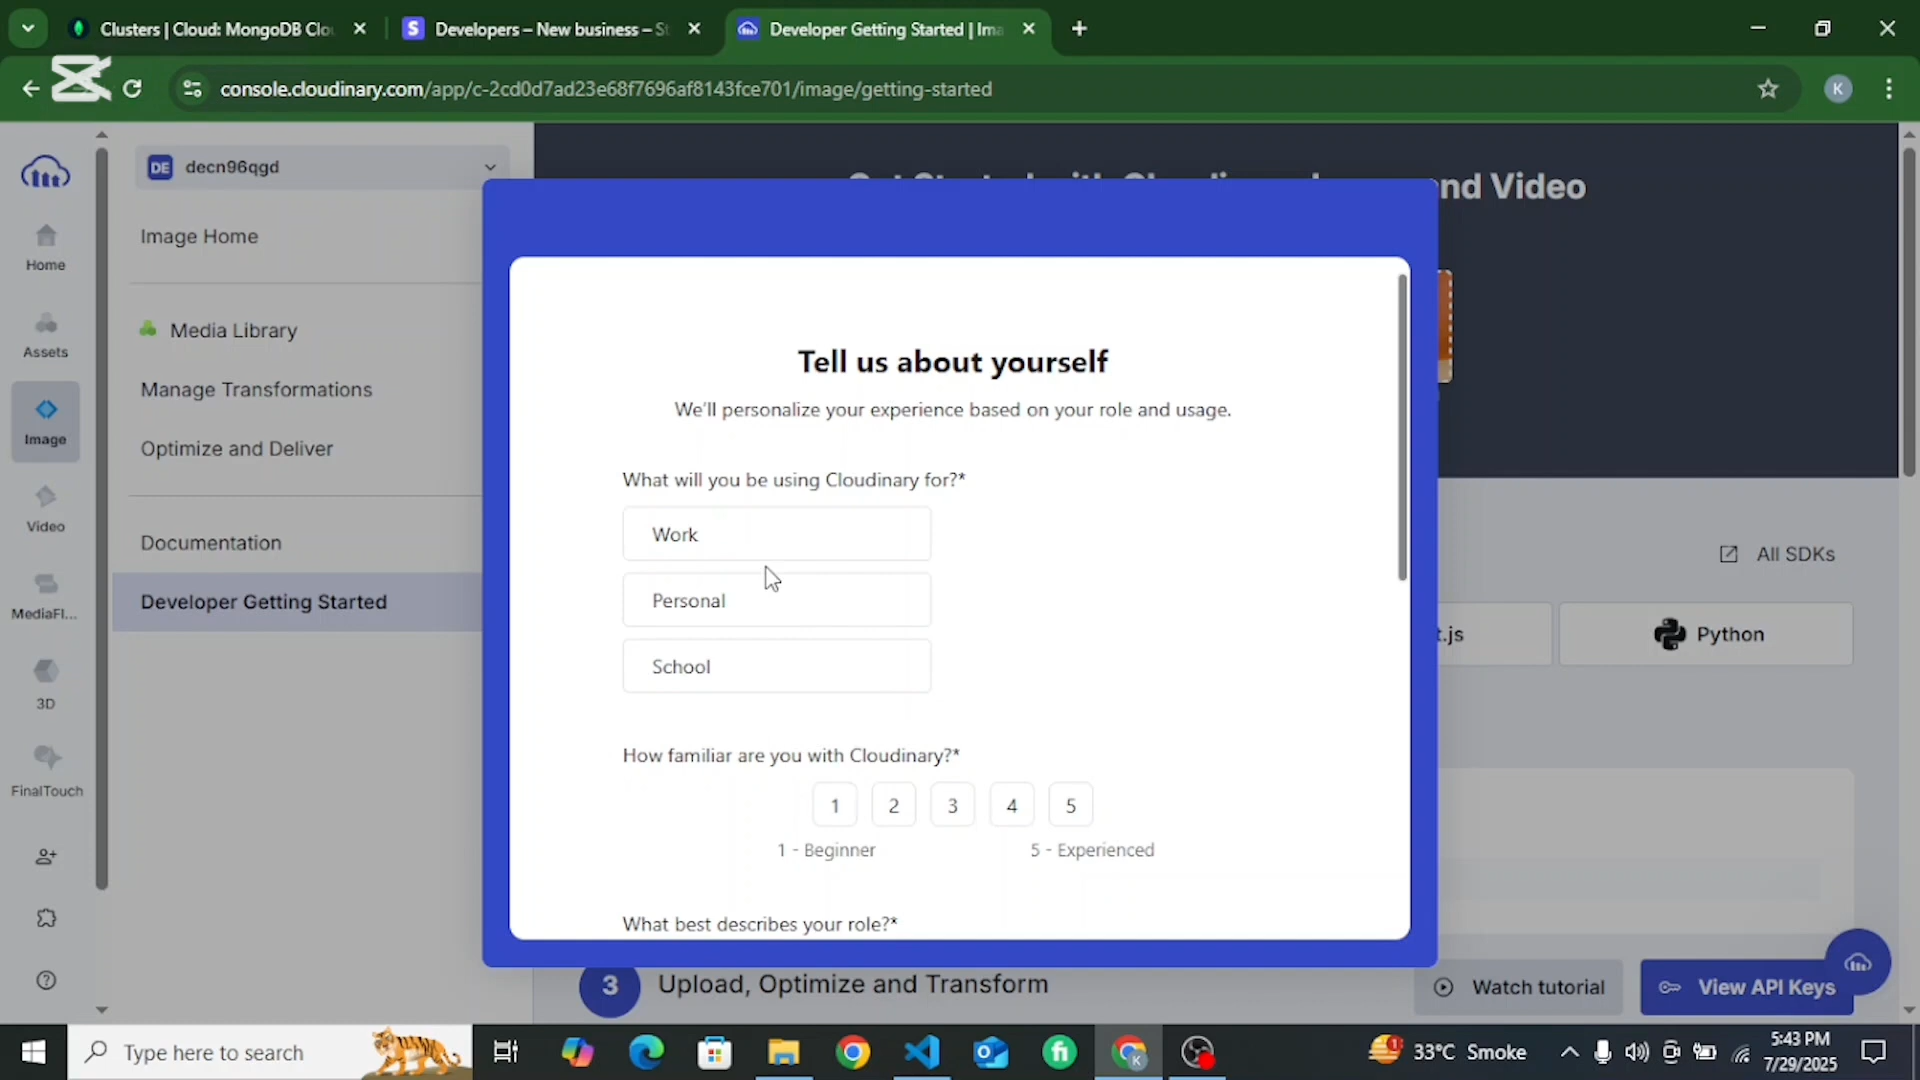 Clusters | Cloud: MongoDB Clo
Developers – New business – S
Developer Getting Started | Ima
console.cloudinary.com/app/c-2cd0d7ad23e68f7696af8143fce701/image/getting-started
Home
Assets
Image
Video
MediaFl...
3D
FinalTouch
DE decn96qgd
Image Home
Media Library
Manage Transformations
Optimize and Deliver
Documentation
Developer Getting Started
nd Video
Tell us about yourself
We'll personalize your experience based on your role and usage.
What will you be using Cloudinary for?*
Work
Personal
School
How familiar are you with Cloudinary?*
1 2 3 4 5
1 - Beginner 5 - Experienced
What best describes your role?*
All SDKs
t.js
Python
3 Upload, Optimize and Transform
Watch tutorial
View API Keys
Type here to search
33°C Smoke
5:43 PM
7/29/2025